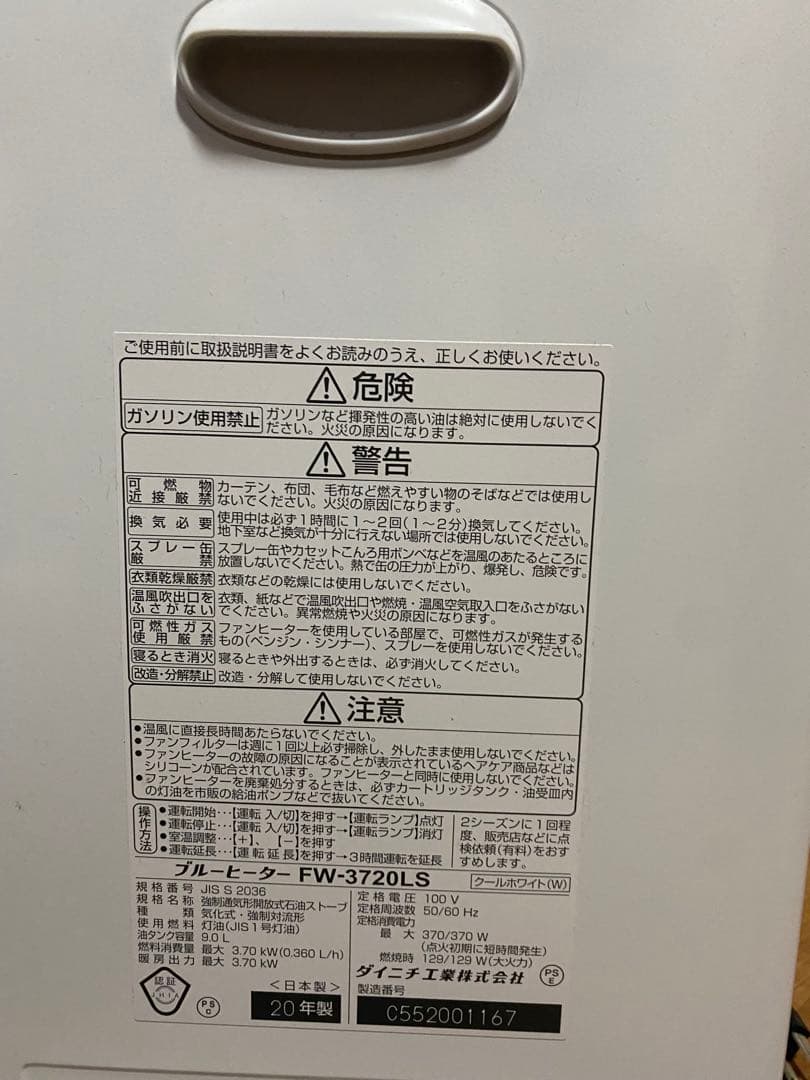 ご使用前に取扱説明書をよくお読みのうえ、正しくお使いください。
危険
ガソリン使用禁止 ガソリンなど揮発性の高い油は絶対に使用しないでく
ださい。火災の原因になります。
警告
可燃物
近接厳禁 カーテン、布団、毛布など燃えやすい物のそばなどでは使用し
ないでください。火災の原因になります。
換気必要 使用中は必ず1時間に1〜2回(1〜2分)換気してください。
地下室など換気が十分に行えない場所では使用しないでください。
スプレー缶
厳禁 スプレー缶やカセットこんろ用ボンベなどを温風のあたるところに
放置しないでください。熱で缶の圧力が上がり、爆発し、危険です。
衣類乾燥厳禁 衣類などの乾燥には使用しないでください。
温風吹出口を
ふさがない 衣類、紙などで温風吹出口や燃焼・温風空気取入口をふさがない
でください。異常燃焼や火災の原因になります。
可燃性ガス
使用厳禁 ファンヒーターを使用している部屋で、可燃性ガスが発生する
もの(ベンジン・シンナー)、スプレーを使用しないでください。
寝るとき消火 寝るときや外出するときは、必ず消火してください。
改造・分解禁止 改造・分解して使用しないでください。
注意
●温風に直接長時間あたらないでください。
●ファンフィルターは週に1回以上必ず掃除し、外したまま使用しないでください。
●ファンヒーターの故障の原因になることが表示されているヘアケア商品などは
シリコーンが配合されています。ファンヒーターと同時に使用しないでください。
●ファンヒーターを廃棄処分するときは、必ずカートリッジタンク・油受皿内
の灯油を市販の給油ポンプなどで抜いてください。
操作方法
●運転開始…【運転 入/切】を押す→【運転ランプ】点灯
●運転停止…【運転 入/切】を押す→【運転ランプ】消灯
●室温調整…【+】、【-】を押す
●運転延長…【運転延長】を押す→3時間運転を延長
2シーズンに1回程
度、販売店などに点
検依頼(有料)をおす
すめします。
ブルーヒーター FW-3720LS クールホワイト(W)
規格番号 JIS S 2036
規格名称 強制通気形開放式石油ストーブ
種類 気化式・強制対流形
使用燃料 灯油(JIS1号灯油)
油タンク容量 9.0 L
燃料消費量 最大 3.70 kW(0.360 L/h)
暖房出力 最大 3.70 kW
定格電圧 100 V
定格周波数 50/60 Hz
定格消費電力
最大 370/370 W
(点火初期に短時間発生)
燃焼時 129/129 W(大火力)
ダイニチ工業株式会社 PS
E
認証
JHIA
PS
C
<日本製>
20年製
製造番号
C552001167